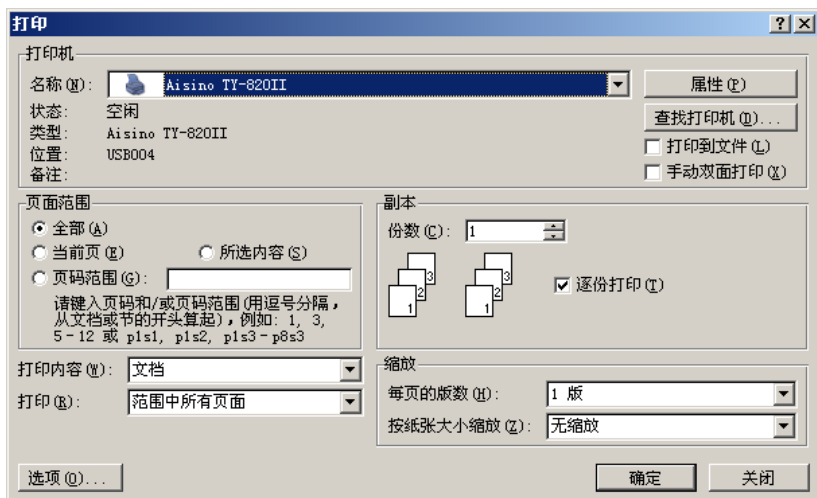 打印
打印机
名称(N): Aisino TY-820II 属性(P)
状态: 空闲 查找打印机(D)...
类型: Aisino TY-820II
位置: USB004 打印到文件(L)
备注: 手动双面打印(X)
页面范围
全部(A)
当前页(E) 所选内容(S)
页码范围(G):
请键入页码和/或页码范围(用逗号分隔，
从文档或节的开头算起)，例如: 1, 3,
5-12 或 p1s1, p1s2, p1s3-p8s3
副本
份数(C): 1
1 2 3 1 2 3
逐份打印(T)
打印内容(W): 文档
打印(R): 范围中所有页面
缩放
每页的版数(H): 1 版
按纸张大小缩放(Z): 无缩放
选项(O)... 确定 关闭